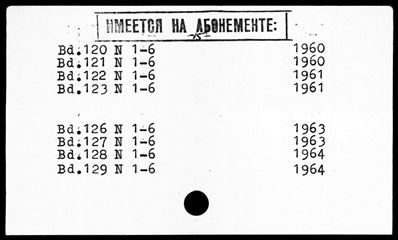 ИМЕЕТСЯ НА АБОНЕМЕНТЕ:
Bd.120 N 1-6 1960
Bd.121 N 1-6 1960
Bd.122 N 1-6 1961
Bd.123 N 1-6 1961
Bd.126 N 1-6 1963
Bd.127 N 1-6 1963
Bd.128 N 1-6 1964
Bd.129 N 1-6 1964